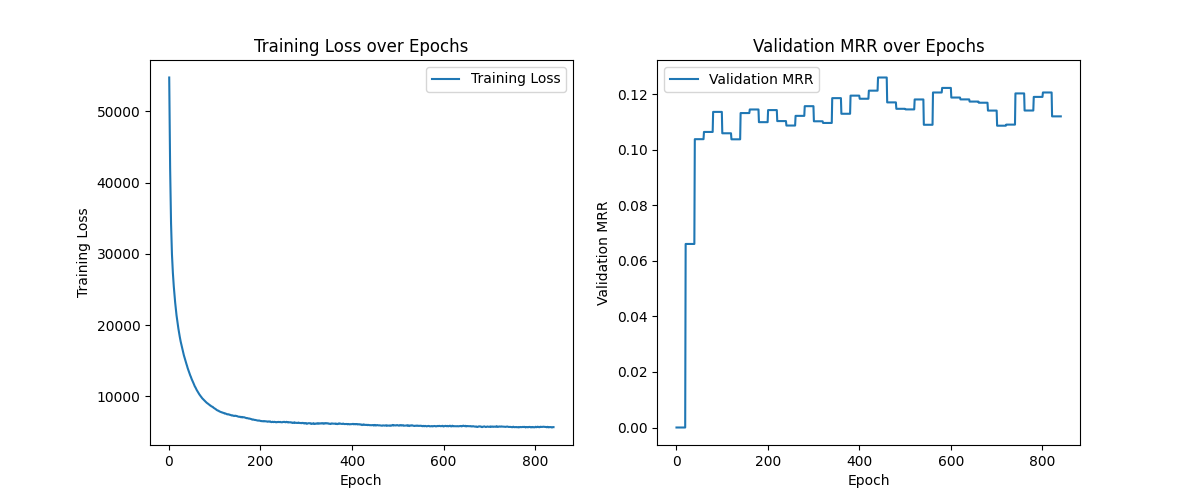 Training Loss over Epochs
Training Loss
Training Loss
50000
40000
30000
20000
10000
0
200
400
600
800
Epoch
Validation MRR over Epochs
Validation MRR
Validation MRR
0.12
0.10
0.08
0.06
0.04
0.02
0.00
0
200
400
600
800
Epoch